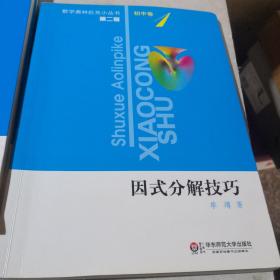 数学奥林匹克小丛书
第二版
初中卷
1
Shuxue Aolinpike
XIAOCONG
SHU
因式分解技巧
单 墫 著
华东师范大学出版社